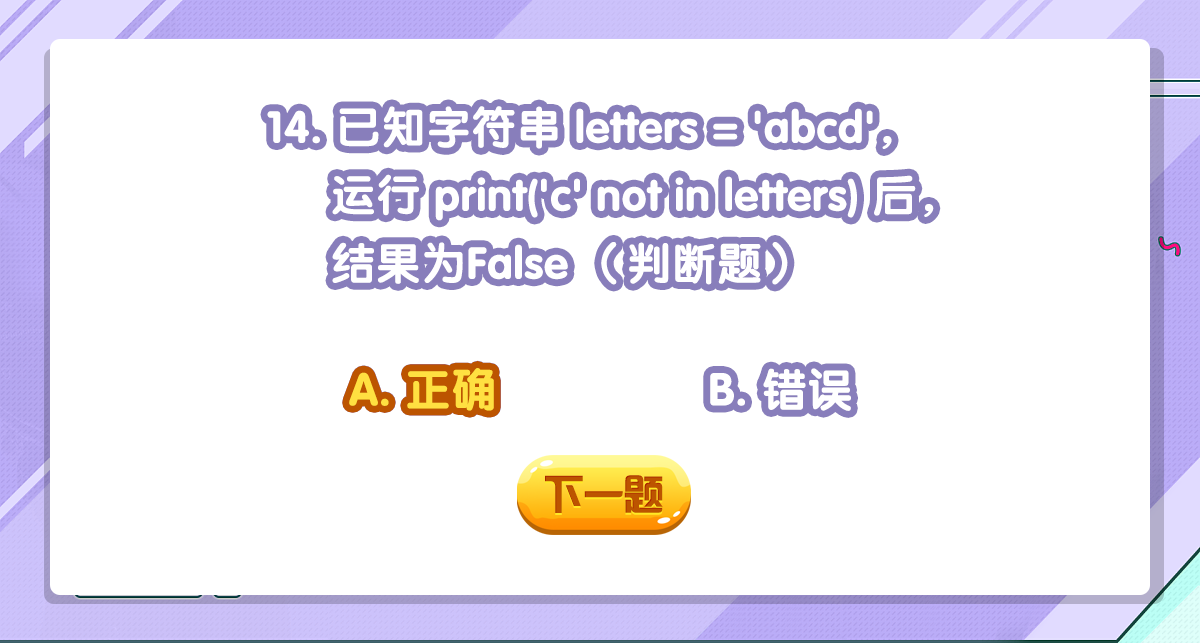 14. 已知字符串 letters = 'abcd',
运行 print('c' not in letters) 后，
结果为False（判断题）
A. 正确
B. 错误
下一题